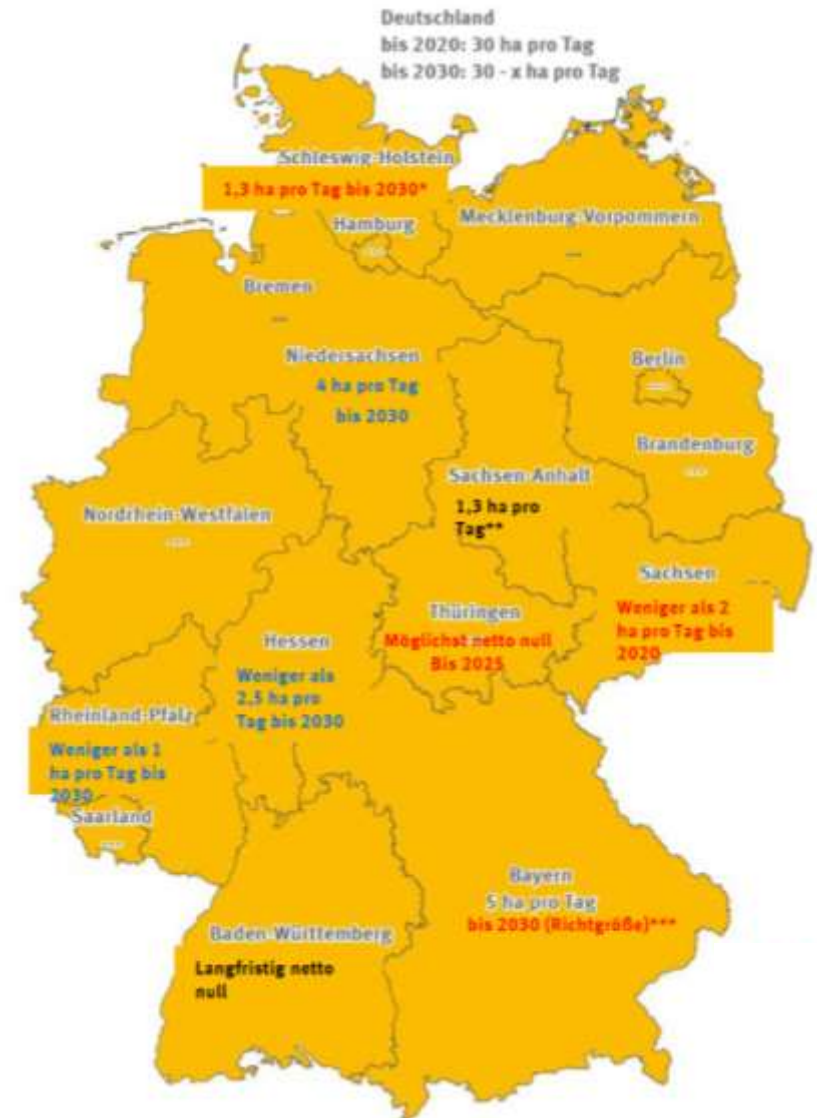 Deutschland
bis 2020: 30 ha pro Tag
bis 2030: 30 - x ha pro Tag
Schleswig-Holstein
1,3 ha pro Tag bis 2030*
Hamburg
---
Mecklenburg-Vorpommern
---
Bremen
---
Niedersachsen
4 ha pro Tag
bis 2030
Berlin
---
Brandenburg
---
Sachsen-Anhalt
1,3 ha pro
Tag**
Nordrhein-Westfalen
---
Sachsen
Weniger als 2
ha pro Tag bis
2020
Thüringen
Möglichst netto null
Bis 2025
Hessen
Weniger als
2,5 ha pro
Tag bis 2030
Rheinland-Pfalz
Weniger als 1
ha pro Tag bis
2030
Saarland
---
Bayern
5 ha pro Tag
bis 2030 (Richtgröße)***
Baden-Württemberg
Langfristig netto
null